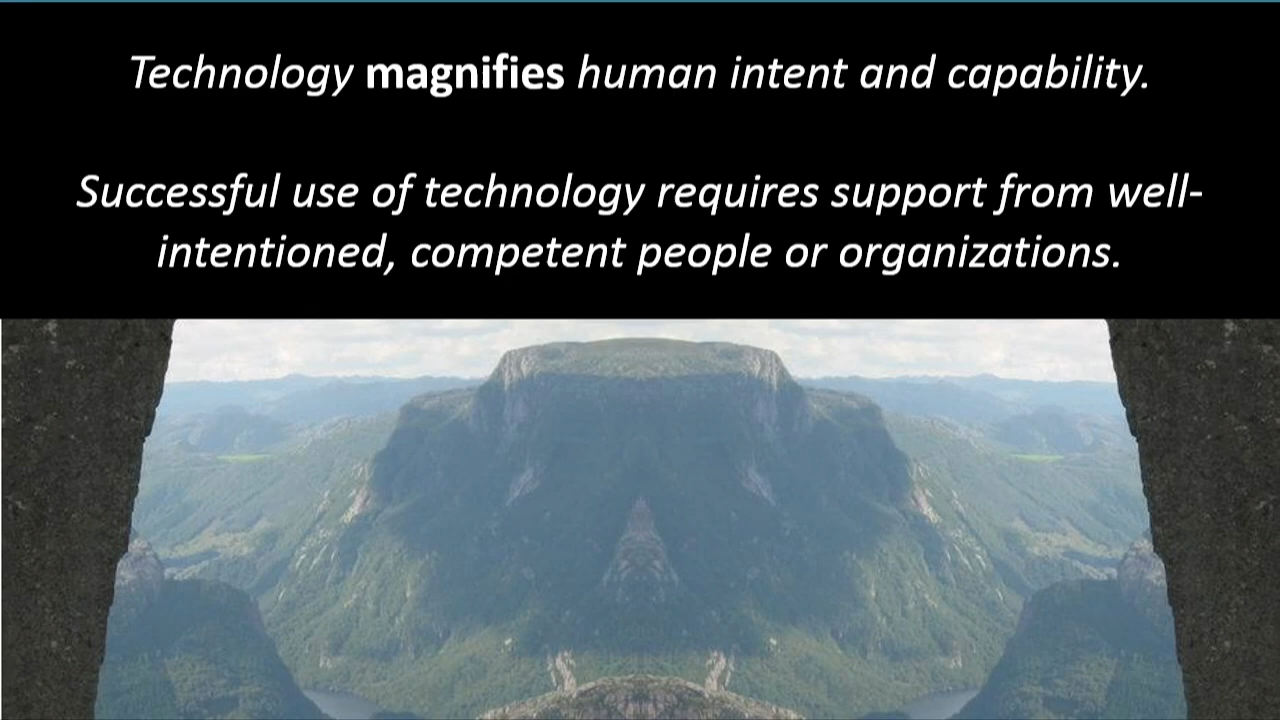 Technology magnifies human intent and capability.
Successful use of technology requires support from well-
intentioned, competent people or organizations.